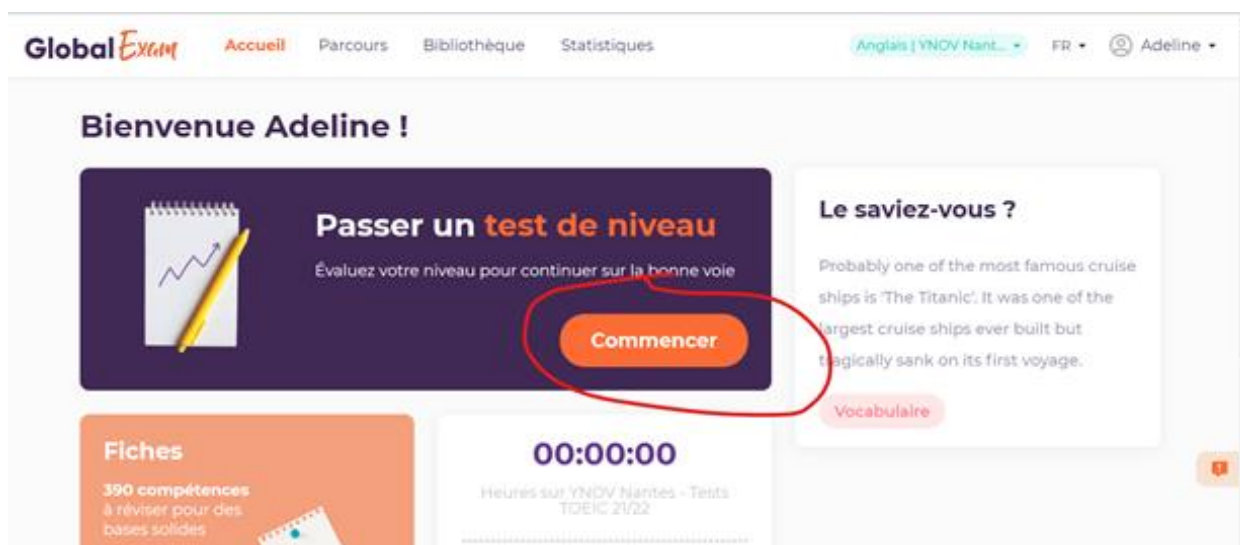 Global Exam
Accueil
Parcours
Bibliothèque
Statistiques
Anglais | YNOV Nant...
FR
Adeline
Bienvenue Adeline !
Passer un test de niveau
Évaluez votre niveau pour continuer sur la bonne voie
Commencer
Le saviez-vous ?
Probably one of the most famous cruise
ships is 'The Titanic'. It was one of the
largest cruise ships ever built but
tragically sank on its first voyage.
Vocabulaire
Fiches
390 compétences
à réviser pour des
bases solides
00:00:00
Heures sur YNOV Nantes - Tests
TOEIC 21/22